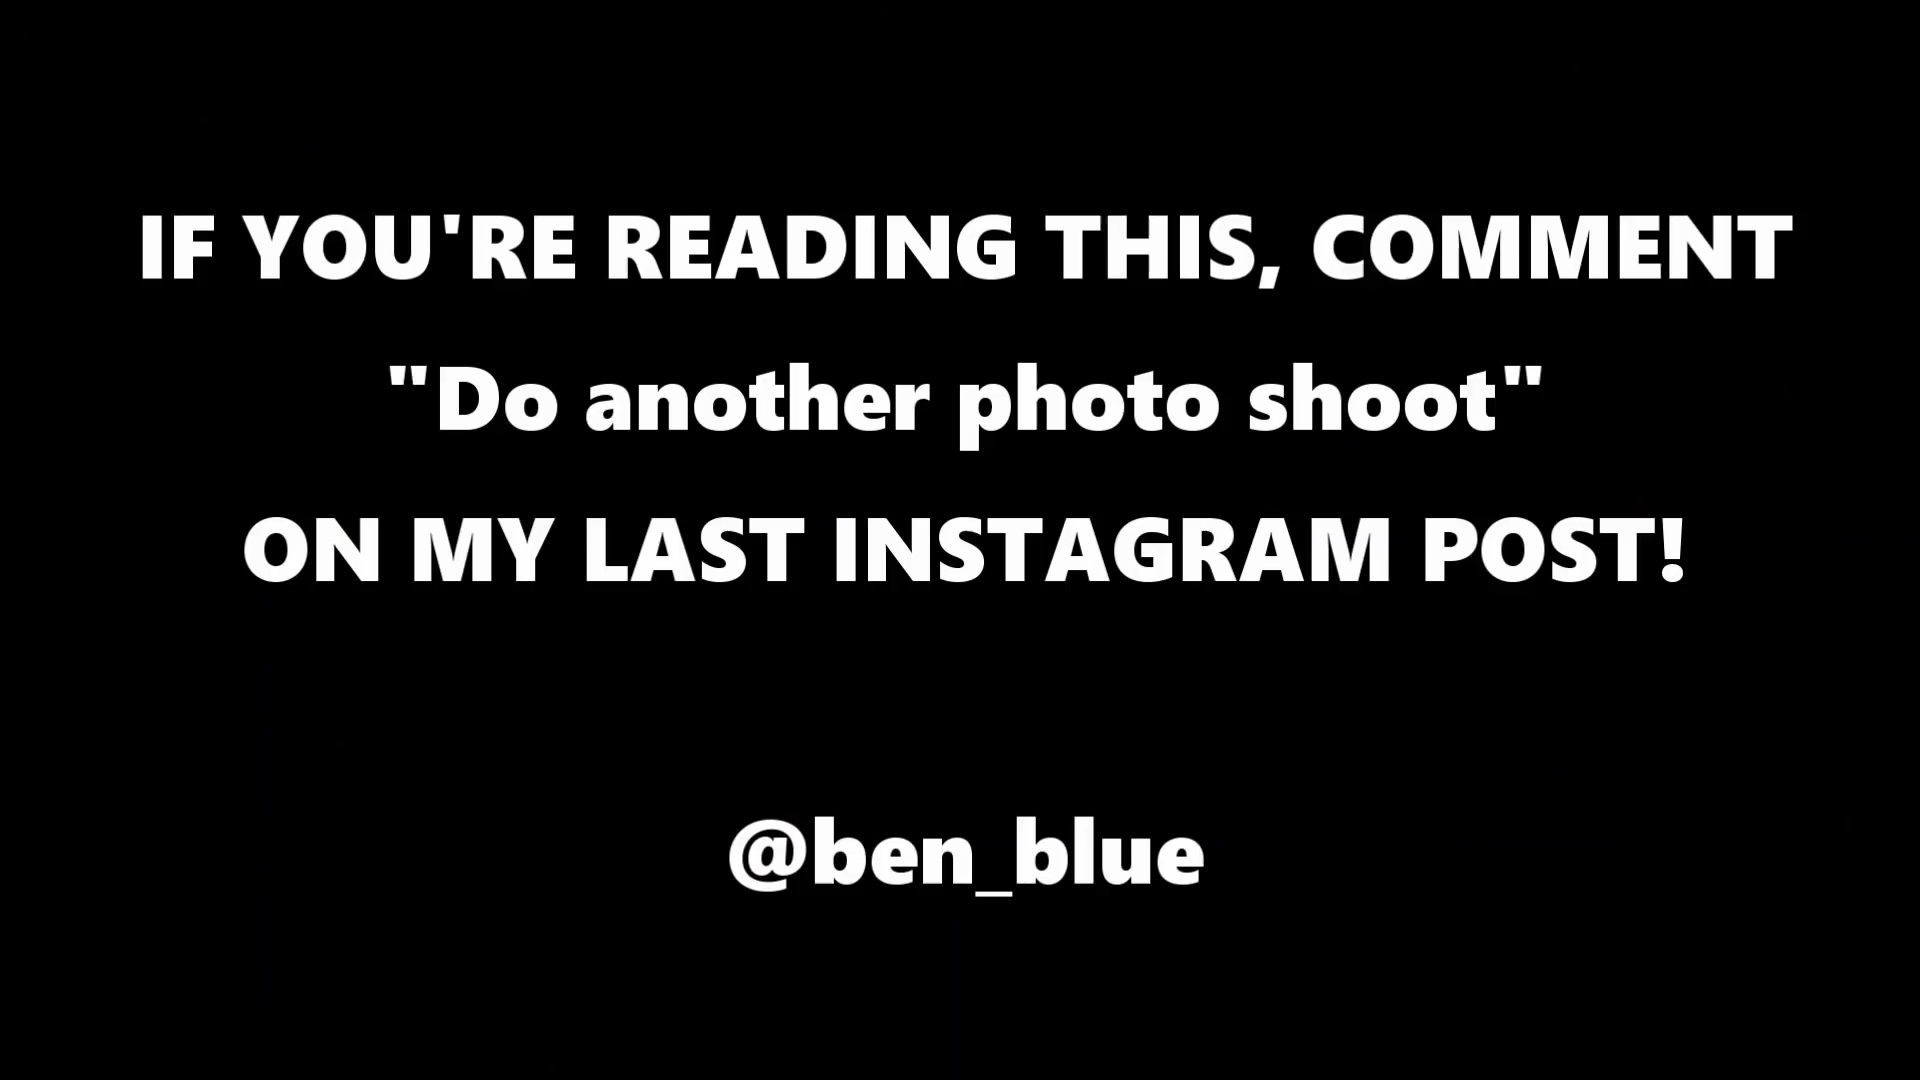 IF YOU'RE READING THIS, COMMENT
"Do another photo shoot"
ON MY LAST INSTAGRAM POST!
@ben_blue